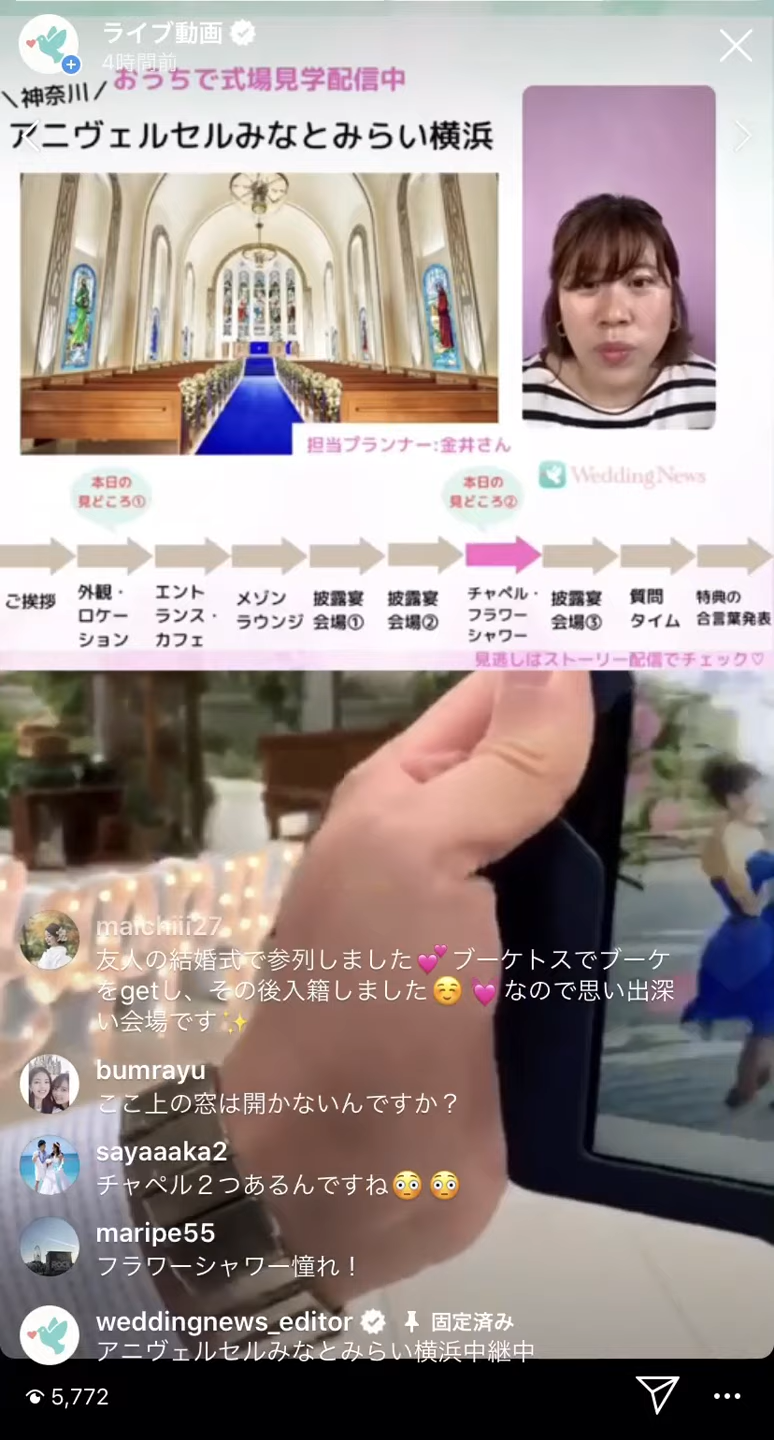 ライブ動画
4時間前
おうちで式場見学配信中
\神奈川/
アニヴェルセルみなとみらい横浜
担当プランナー:金井さん
WeddingNews
本日の
見どころ①
本日の
見どころ②
ご挨拶
外観・
ロケー
ション
エント
ランス・
カフェ
メゾン
ラウンジ
披露宴
会場①
披露宴
会場②
チャペル・
フラワー
シャワー
披露宴
会場③
質問
タイム
特典の
合言葉発表
見逃しはストーリー配信でチェック♡
maichiii27
友人の結婚式で参列しました💕ブーケトスでブーケ
をgetし、その後入籍しました☺️💓なので思い出深
い会場です✨
bumrayu
ここ上の窓は開かないんですか？
sayaaaka2
チャペル２つあるんですね😳😳
maripe55
フラワーシャワー憧れ！
weddingnews_editor 固定済み
アニヴェルセルみなとみらい横浜中継中
5,772